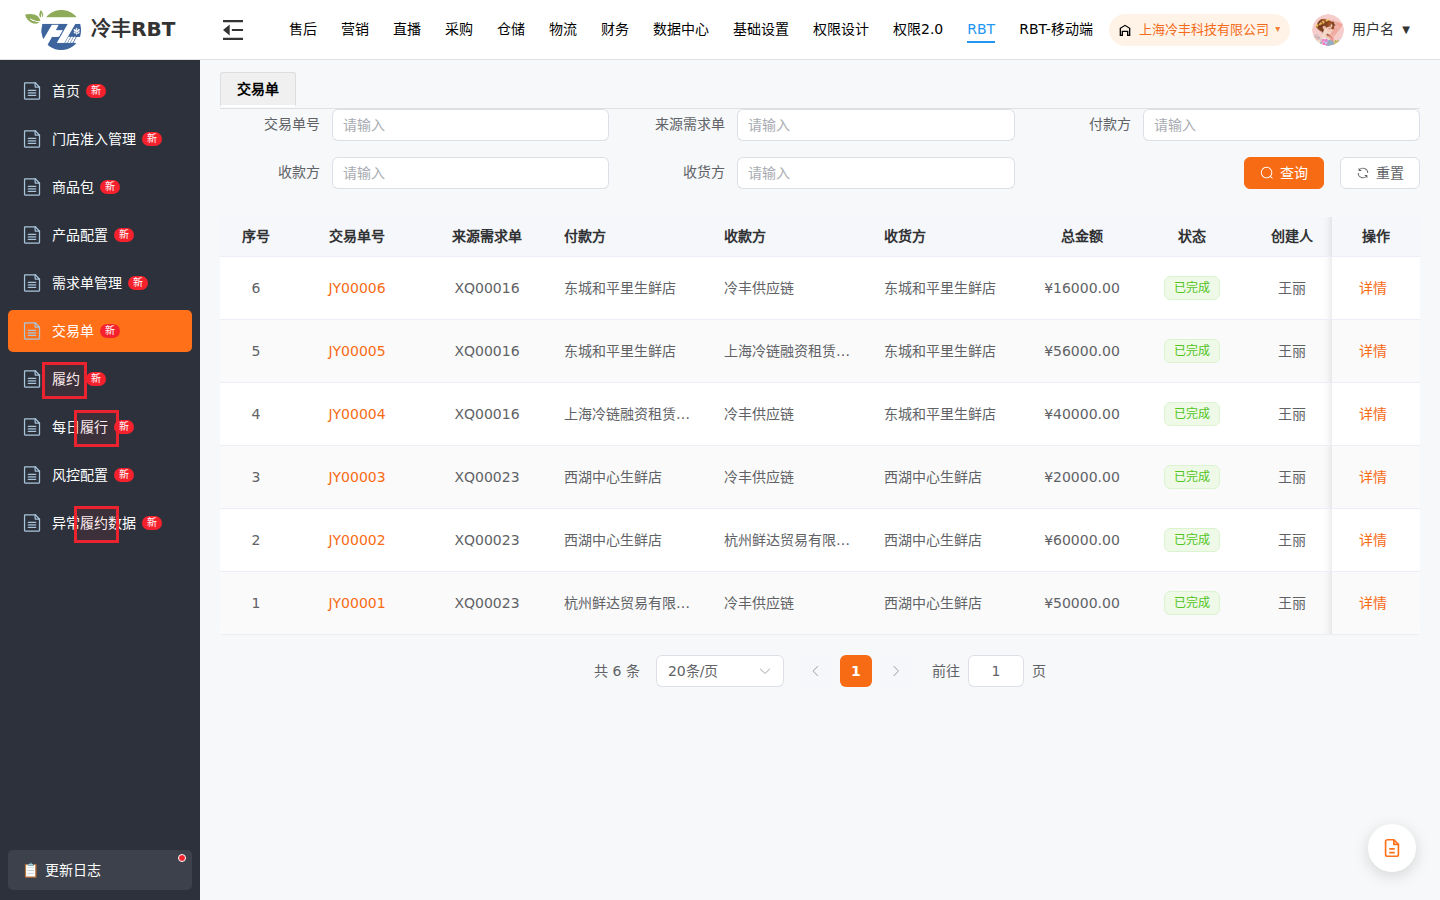 冷丰RBT
售后 营销 直播 采购 仓储 物流 财务 数据中心 基础设置 权限设计 权限2.0 RBT RBT-移动端 上海冷丰科技有限公司 ▾ 用户名 ▼
首页 新
门店准入管理 新
商品包 新
产品配置 新
需求单管理 新
交易单 新
履约 新
每日履行 新
风控配置 新
异常履约数据 新
更新日志
交易单
交易单号 请输入 来源需求单 请输入 付款方 请输入
收款方 请输入 收货方 请输入 查询 重置
序号 交易单号 来源需求单 付款方 收款方 收货方 总金额 状态 创建人 操作
6 JY00006 XQ00016 东城和平里生鲜店 冷丰供应链 东城和平里生鲜店 ¥16000.00 已完成 王丽 详情
5 JY00005 XQ00016 东城和平里生鲜店 上海冷链融资租赁... 东城和平里生鲜店 ¥56000.00 已完成 王丽 详情
4 JY00004 XQ00016 上海冷链融资租赁... 冷丰供应链 东城和平里生鲜店 ¥40000.00 已完成 王丽 详情
3 JY00003 XQ00023 西湖中心生鲜店 冷丰供应链 西湖中心生鲜店 ¥20000.00 已完成 王丽 详情
2 JY00002 XQ00023 西湖中心生鲜店 杭州鲜达贸易有限... 西湖中心生鲜店 ¥60000.00 已完成 王丽 详情
1 JY00001 XQ00023 杭州鲜达贸易有限... 冷丰供应链 西湖中心生鲜店 ¥50000.00 已完成 王丽 详情
共 6 条 20条/页 1 前往 1 页